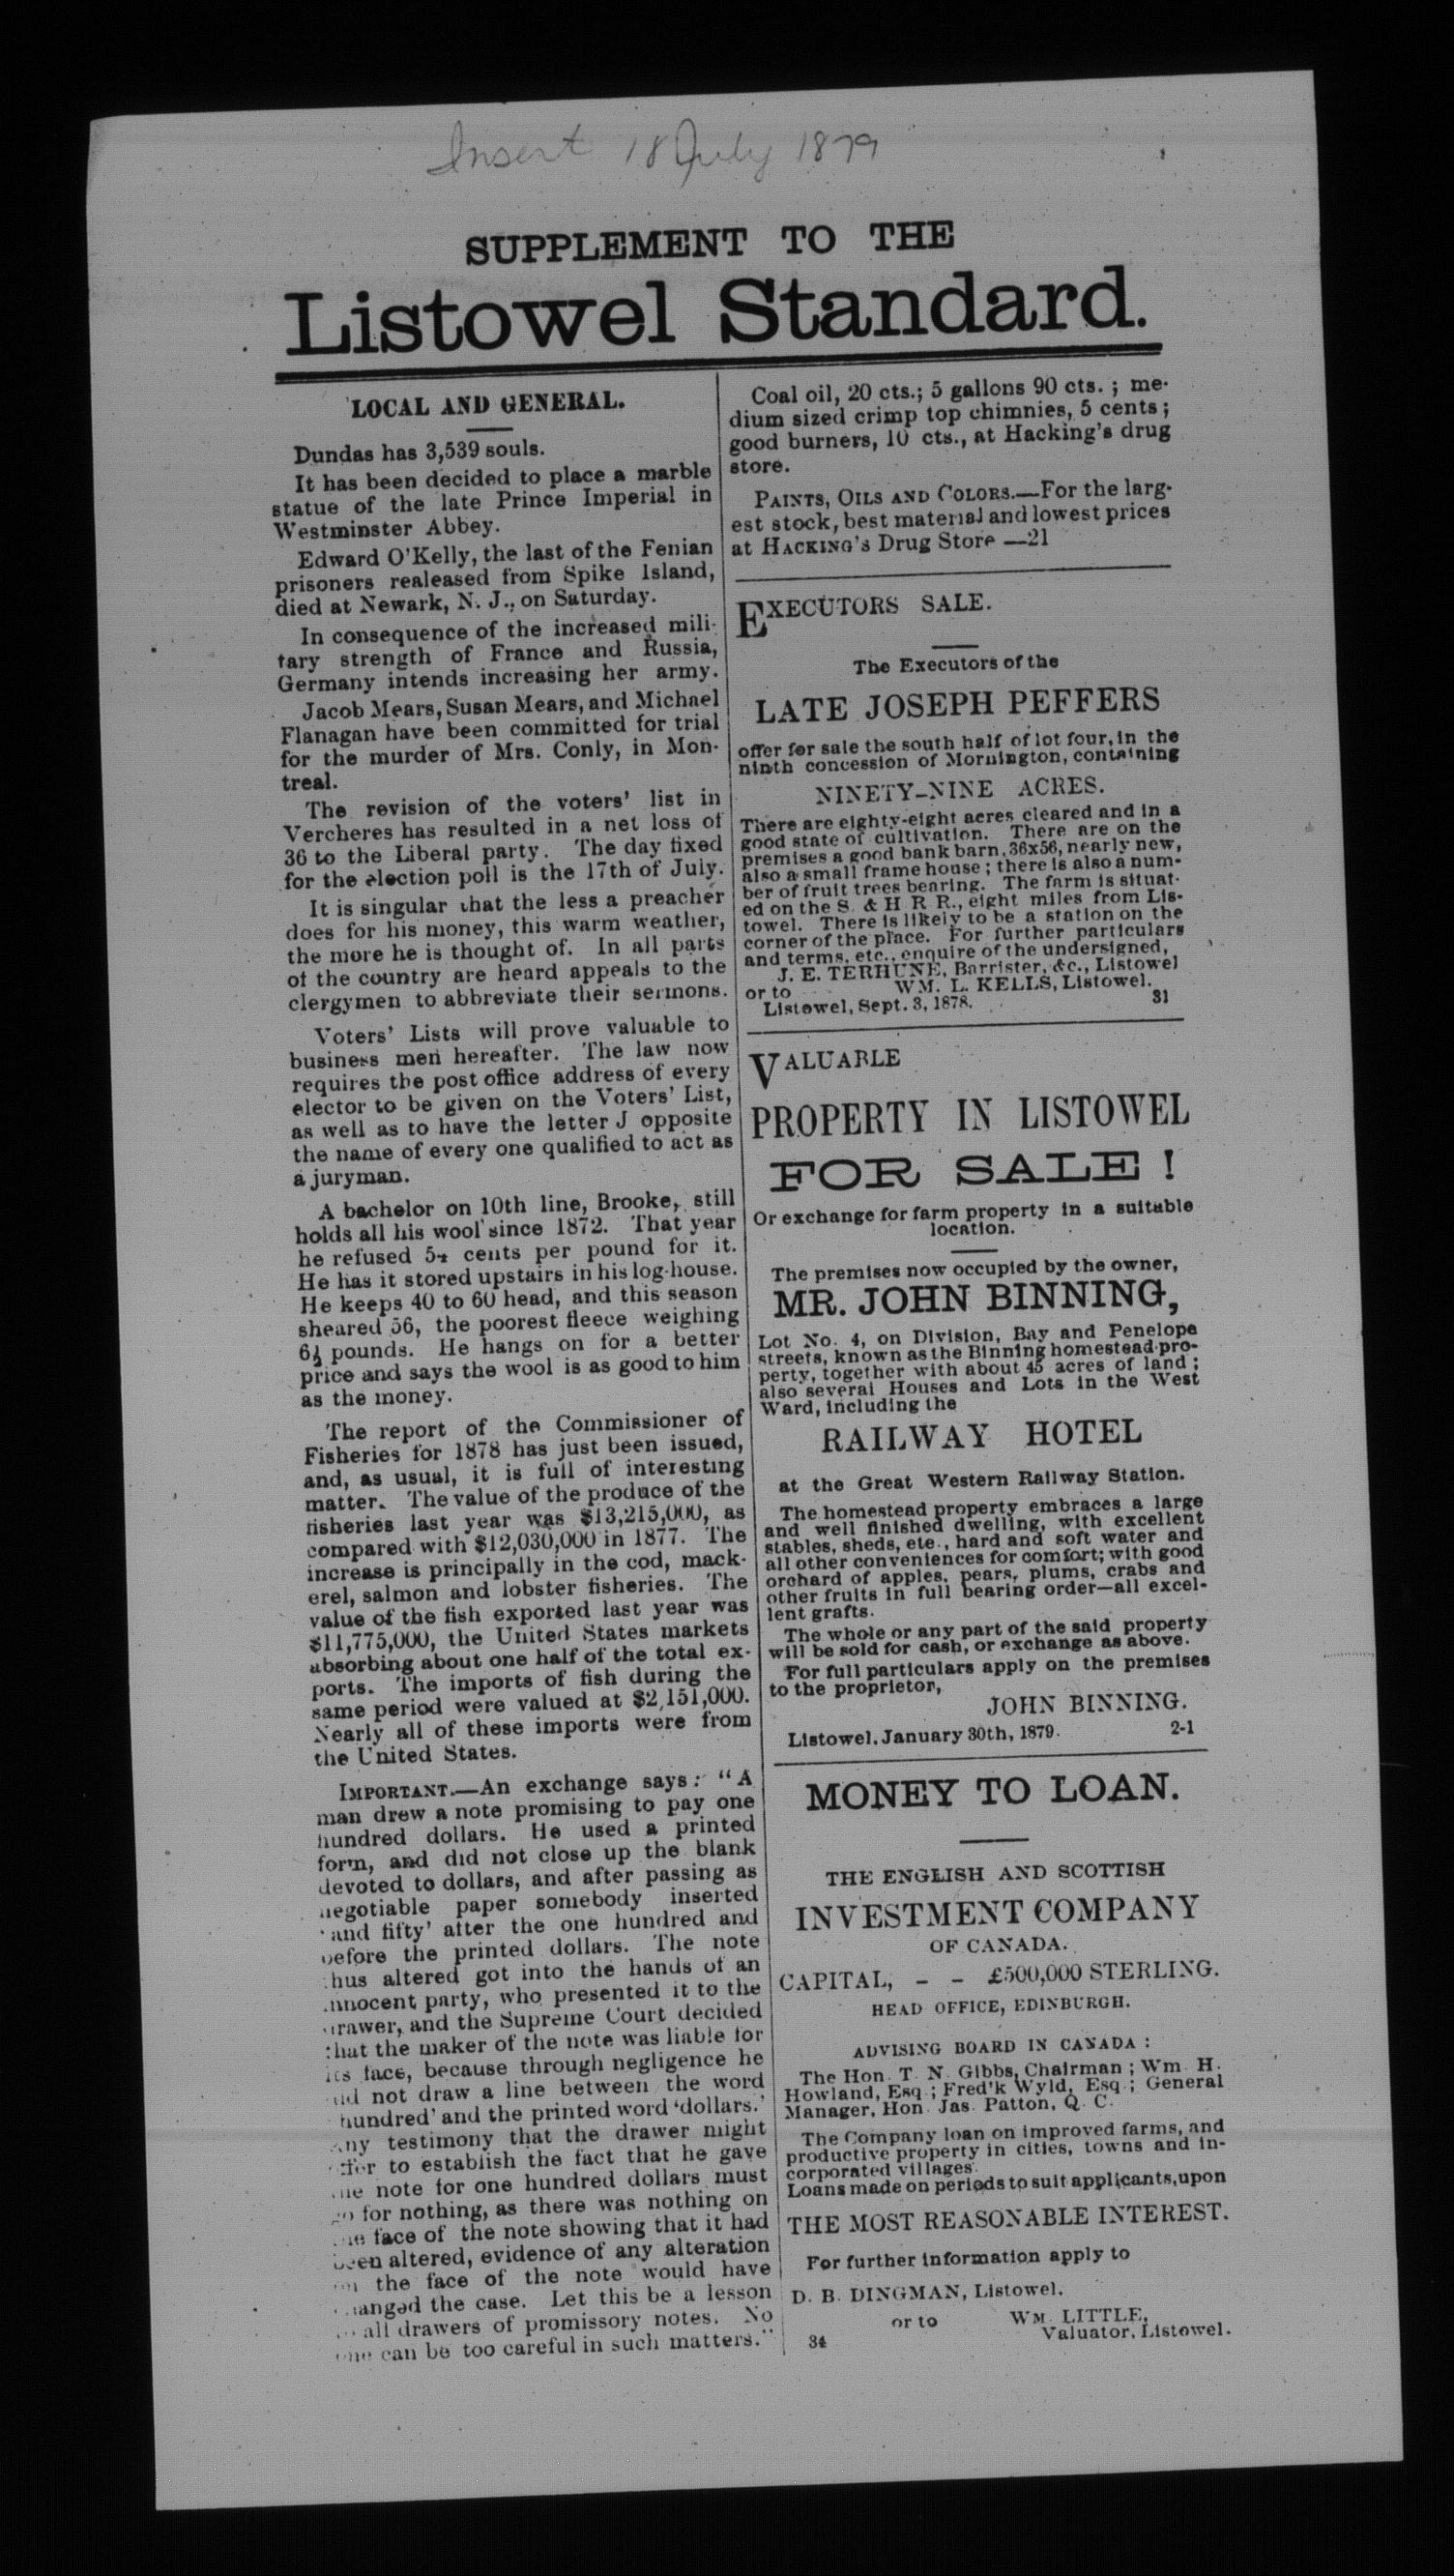 Insert 18 July 1879
SUPPLEMENT TO THE
Listowel Standard.
LOCAL AND GENERAL.
Dundas has 3,539 souls.
It has been decided to place a marble
statue of the late Prince Imperial in
Westminster Abbey.
Edward O'Kelly, the last of the Fenian
prisoners realeased from Spike Island,
died at Newark, N. J., on Saturday.
In consequence of the increased mili-
tary strength of France and Russia,
Germany intends increasing her army.
Jacob Mears, Susan Mears, and Michael
Flanagan have been committed for trial
for the murder of Mrs. Conly, in Mon-
treal.
The revision of the voters' list in
Vercheres has resulted in a net loss of
36 to the Liberal party. The day fixed
for the election poll is the 17th of July.
It is singular that the less a preacher
does for his money, this warm weather,
the more he is thought of. In all parts
of the country are heard appeals to the
clergymen to abbreviate their sermons.
Voters' Lists will prove valuable to
business men hereafter. The law now
requires the post office address of every
elector to be given on the Voters' List,
as well as to have the letter J opposite
the name of every one qualified to act as
a juryman.
A bachelor on 10th line, Brooke, still
holds all his wool since 1872. That year
he refused 54 cents per pound for it.
He has it stored upstairs in his log-house.
He keeps 40 to 60 head, and this season
sheared 56, the poorest fleece weighing
6½ pounds. He hangs on for a better
price and says the wool is as good to him
as the money.
The report of the Commissioner of
Fisheries for 1878 has just been issued,
and, as usual, it is full of interesting
matter. The value of the produce of the
fisheries last year was $13,215,000, as
compared with $12,030,000 in 1877. The
increase is principally in the cod, mack-
erel, salmon and lobster fisheries. The
value of the fish exported last year was
$11,775,000, the United States markets
absorbing about one half of the total ex-
ports. The imports of fish during the
same period were valued at $2,151,000.
Nearly all of these imports were from
the United States.
IMPORTANT.—An exchange says: "A
man drew a note promising to pay one
hundred dollars. He used a printed
form, and did not close up the blank
devoted to dollars, and after passing as
negotiable paper somebody inserted
'and fifty' after the one hundred and
before the printed dollars. The note
thus altered got into the hands of an
innocent party, who presented it to the
drawer, and the Supreme Court decided
that the maker of the note was liable for
its face, because through negligence he
did not draw a line between the word
hundred' and the printed word 'dollars.'
Any testimony that the drawer might
offer to establish the fact that he gave
the note for one hundred dollars must
go for nothing, as there was nothing on
the face of the note showing that it had
been altered, evidence of any alteration
on the face of the note would have
changed the case. Let this be a lesson
to all drawers of promissory notes. No
one can be too careful in such matters."
Coal oil, 20 cts.; 5 gallons 90 cts. ; me-
dium sized crimp top chimnies, 5 cents;
good burners, 10 cts., at Hacking's drug
store.
PAINTS, OILS AND COLORS.—For the larg-
est stock, best material and lowest prices
at HACKING'S Drug Store —21
EXECUTORS SALE.
The Executors of the
LATE JOSEPH PEFFERS
offer for sale the south half of lot four, in the
ninth concession of Mornington, containing
NINETY-NINE ACRES.
There are eighty-eight acres cleared and in a
good state of cultivation. There are on the
premises a good bank barn, 36x56, nearly new,
also a small frame house; there is also a num-
ber of fruit trees bearing. The farm is situat-
ed on the S. & H R R., eight miles from Lis-
towel. There is likely to be a station on the
corner of the place. For further particulars
and terms, etc., enquire of the undersigned,
J. E. TERHUNE, Barrister, &c., Listowel
or to WM. L. KELLS, Listowel.
Listowel, Sept. 3, 1878. 31
VALUABLE
PROPERTY IN LISTOWEL
FOR SALE!
Or exchange for farm property in a suitable
location.
The premises now occupied by the owner,
MR. JOHN BINNING,
Lot No. 4, on Division, Bay and Penelope
streets, known as the Binning homestead pro-
perty, together with about 45 acres of land;
also several Houses and Lots in the West
Ward, including the
RAILWAY HOTEL
at the Great Western Railway Station.
The homestead property embraces a large
and well finished dwelling, with excellent
stables, sheds, etc., hard and soft water and
all other conveniences for comfort; with good
orchard of apples, pears, plums, crabs and
other fruits in full bearing order—all excel-
lent grafts.
The whole or any part of the said property
will be sold for cash, or exchange as above.
For full particulars apply on the premises
to the proprietor,
JOHN BINNING.
Listowel, January 30th, 1879. 2-1
MONEY TO LOAN.
THE ENGLISH AND SCOTTISH
INVESTMENT COMPANY
OF CANADA.
CAPITAL, - - £500,000 STERLING.
HEAD OFFICE, EDINBURGH.
ADVISING BOARD IN CANADA:
The Hon. T. N. Gibbs, Chairman; Wm. H.
Howland, Esq.; Fred'k Wyld, Esq.; General
Manager, Hon. Jas. Patton, Q. C.
The Company loan on improved farms, and
productive property in cities, towns and in-
corporated villages.
Loans made on periods to suit applicants, upon
THE MOST REASONABLE INTEREST.
For further information apply to
D. B. DINGMAN, Listowel.
or to WM. LITTLE,
Valuator, Listowel.
34